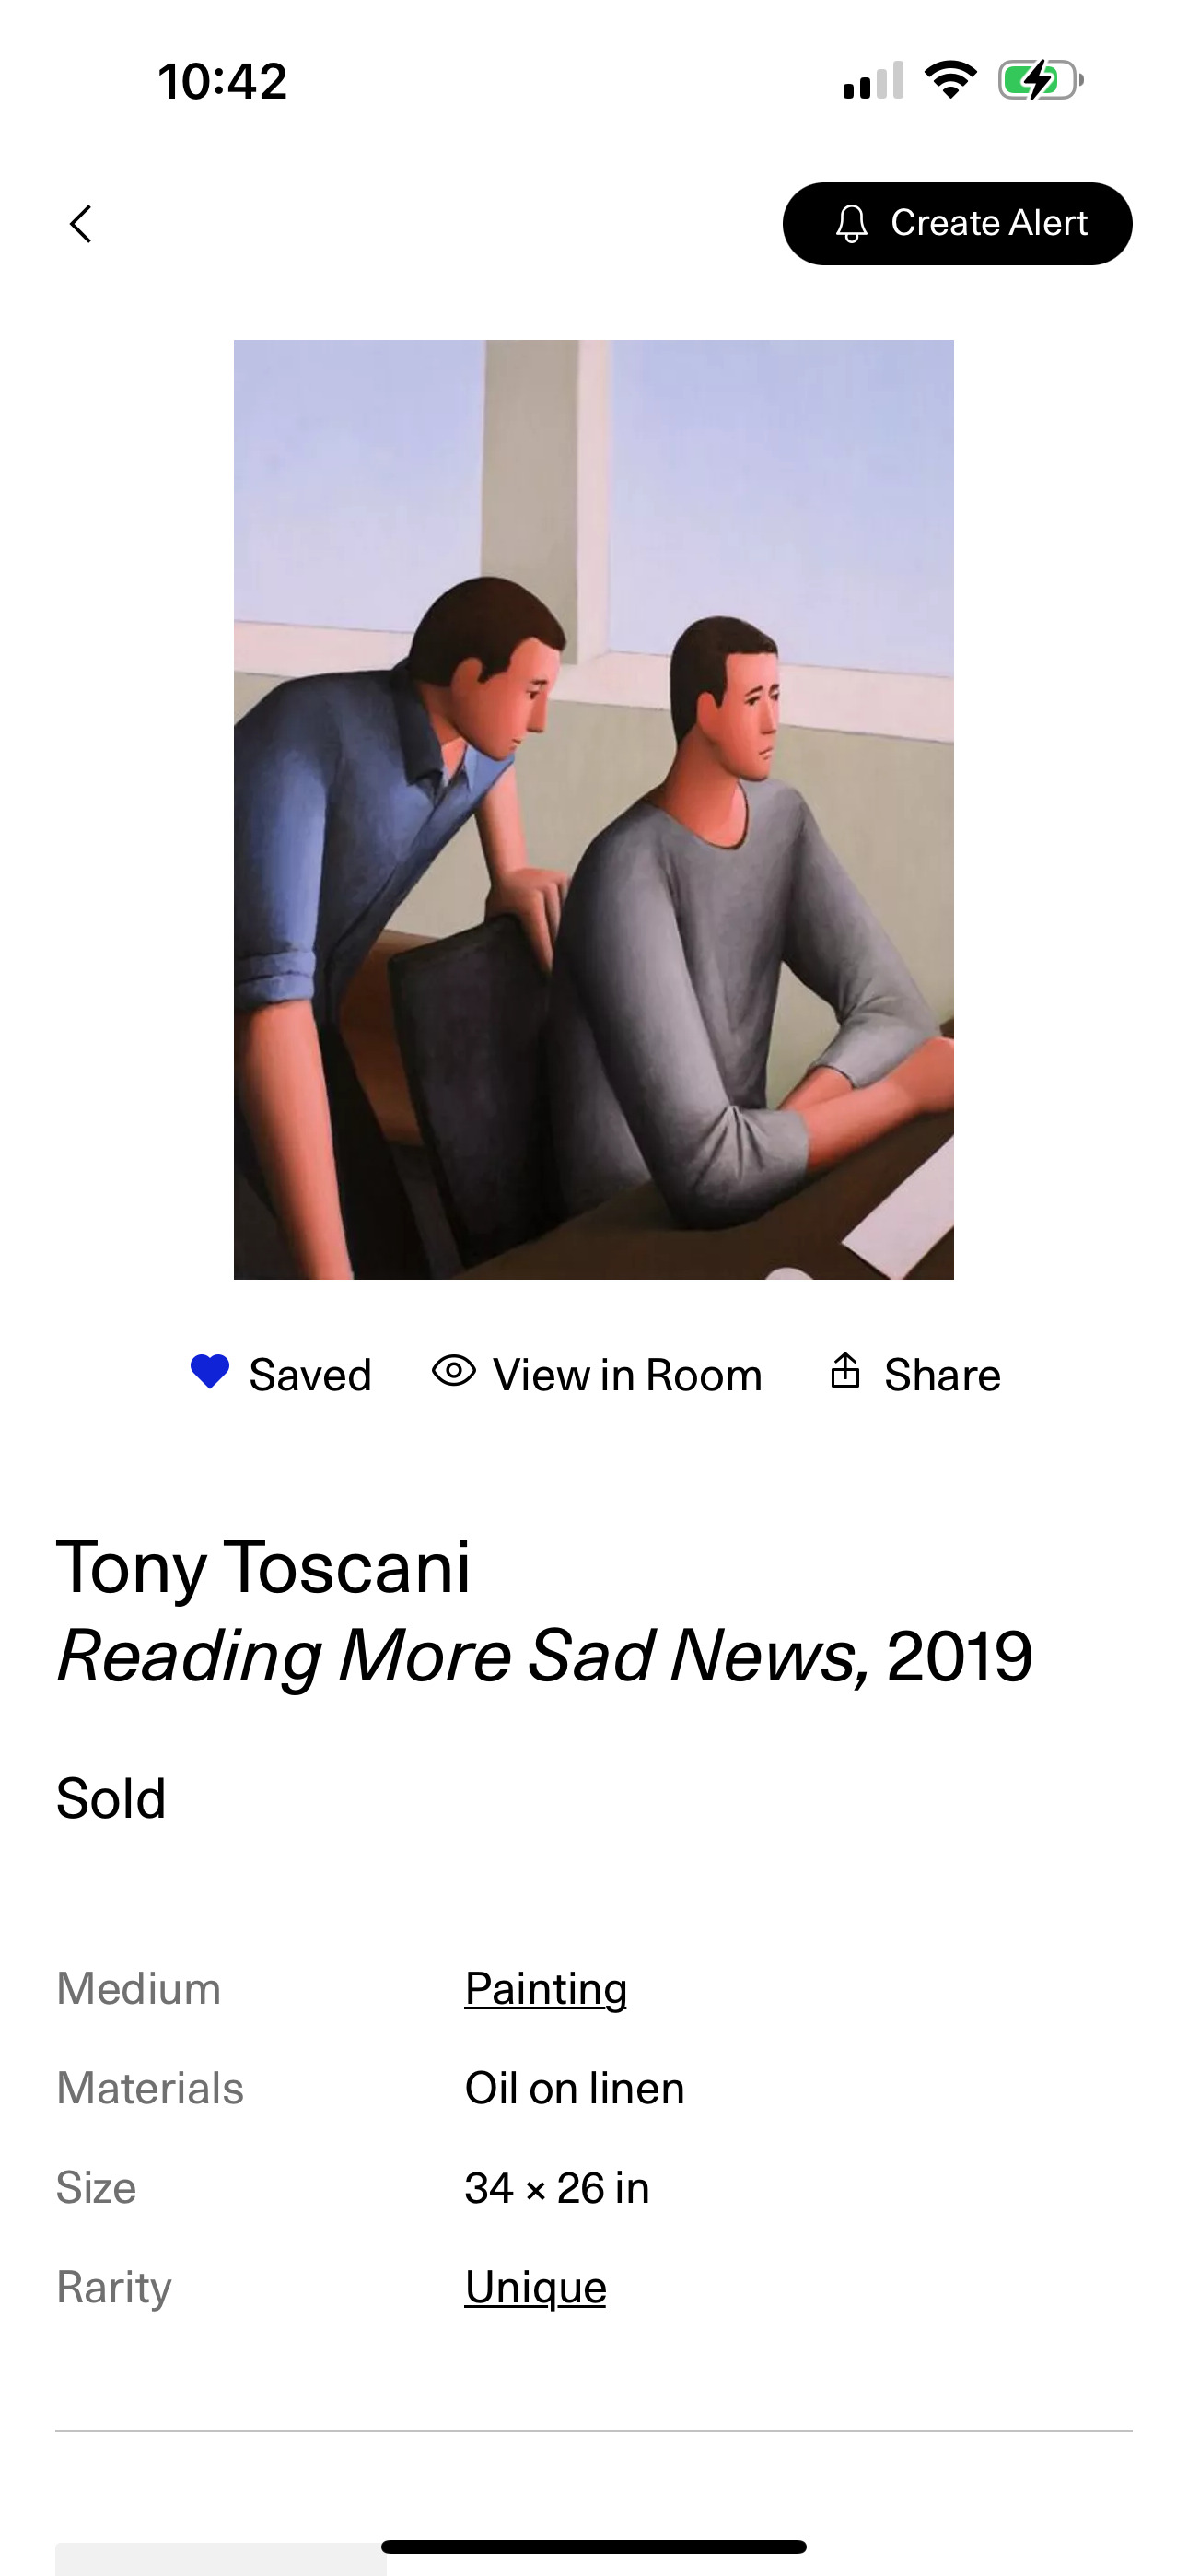 10:42
Create Alert
Saved View in Room Share
Tony Toscani
Reading More Sad News, 2019
Sold
Medium Painting
Materials Oil on linen
Size 34 × 26 in
Rarity Unique